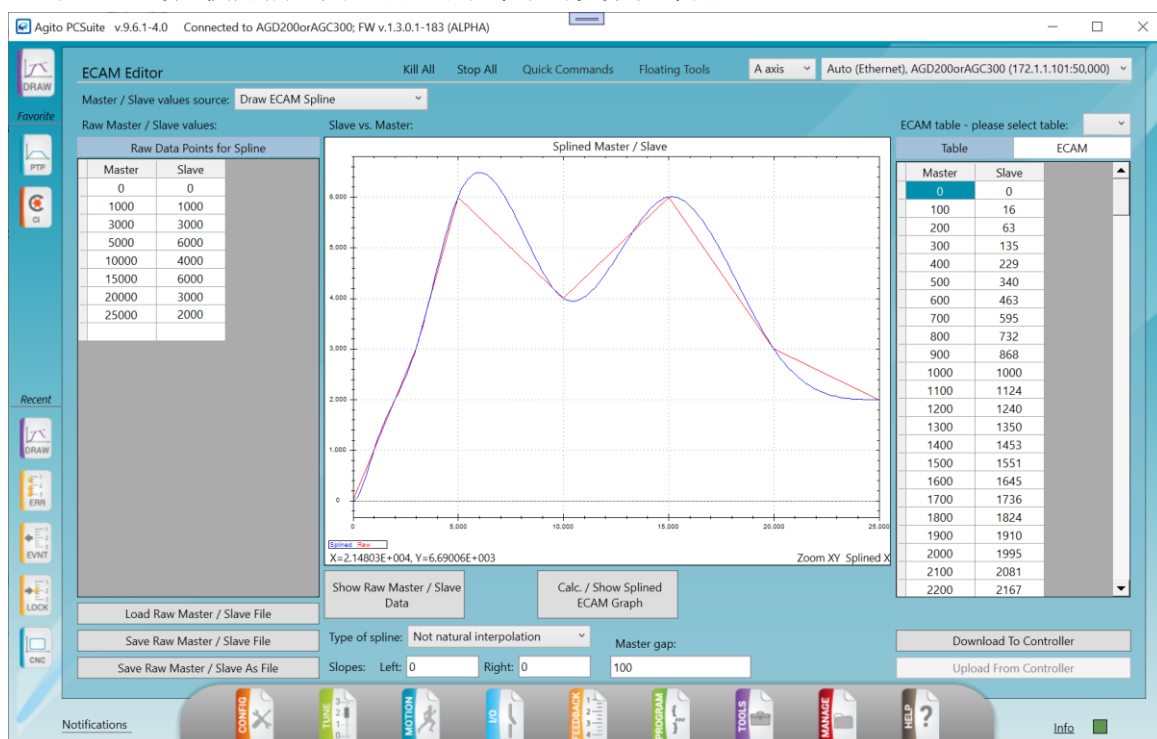 Agito PCSuite v.9.6.1-4.0 Connected to AGD200orAGC300; FW v.1.3.0.1-183 (ALPHA)
DRAW
Favorite
PTP
CI
Recent
DRAW
ERR
EVNT
LOCK
CNC
ECAM Editor Kill All Stop All Quick Commands Floating Tools A axis Auto (Ethernet), AGD200orAGC300 (172.1.1.101:50,000)
Master / Slave values source: Draw ECAM Spline
Raw Master / Slave values:
Raw Data Points for Spline
Master Slave
0 0
1000 1000
3000 3000
5000 6000
10000 4000
15000 6000
20000 3000
25000 2000
Load Raw Master / Slave File
Save Raw Master / Slave File
Save Raw Master / Slave As File
Slave vs. Master:
Splined Master / Slave
6,000
5,000
4,000
3,000
2,000
1,000
0
0 5,000 10,000 15,000 20,000 25,000
Splined Raw
X=2.14803E+004, Y=6.69006E+003 Zoom XY Splined X
Show Raw Master / Slave
Data
Calc. / Show Splined
ECAM Graph
Type of spline: Not natural interpolation Master gap:
Slopes: Left: 0 Right: 0 100
ECAM table - please select table:
Table ECAM
Master Slave
0 0
100 16
200 63
300 135
400 229
500 340
600 463
700 595
800 732
900 868
1000 1000
1100 1124
1200 1240
1300 1350
1400 1453
1500 1551
1600 1645
1700 1736
1800 1824
1900 1910
2000 1995
2100 2081
2200 2167
Download To Controller
Upload From Controller
Notifications
CONFIG
TUNE
MOTION
I/O
FEEDBACK
PROGRAM
TOOLS
MANAGE
HELP
Info